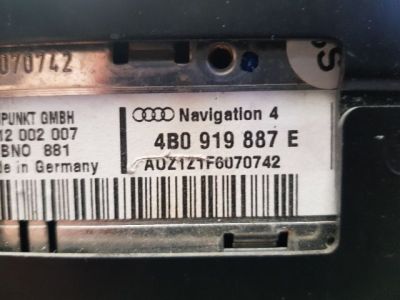 070742
PUNKT GMBH
12 002 007
BNO 881
de in Germany
Navigation 4
4B0 919 887 E
AUZ1Z1F6070742
S